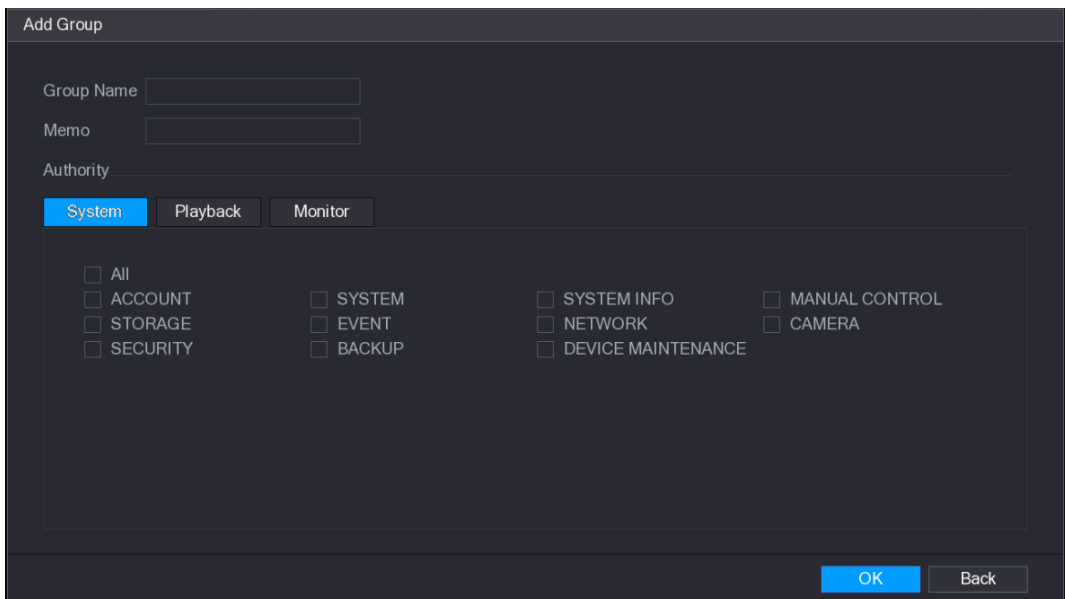 Add Group
Group Name
Memo
Authority
System Playback Monitor
All
ACCOUNT SYSTEM SYSTEM INFO MANUAL CONTROL
STORAGE EVENT NETWORK CAMERA
SECURITY BACKUP DEVICE MAINTENANCE
OK Back